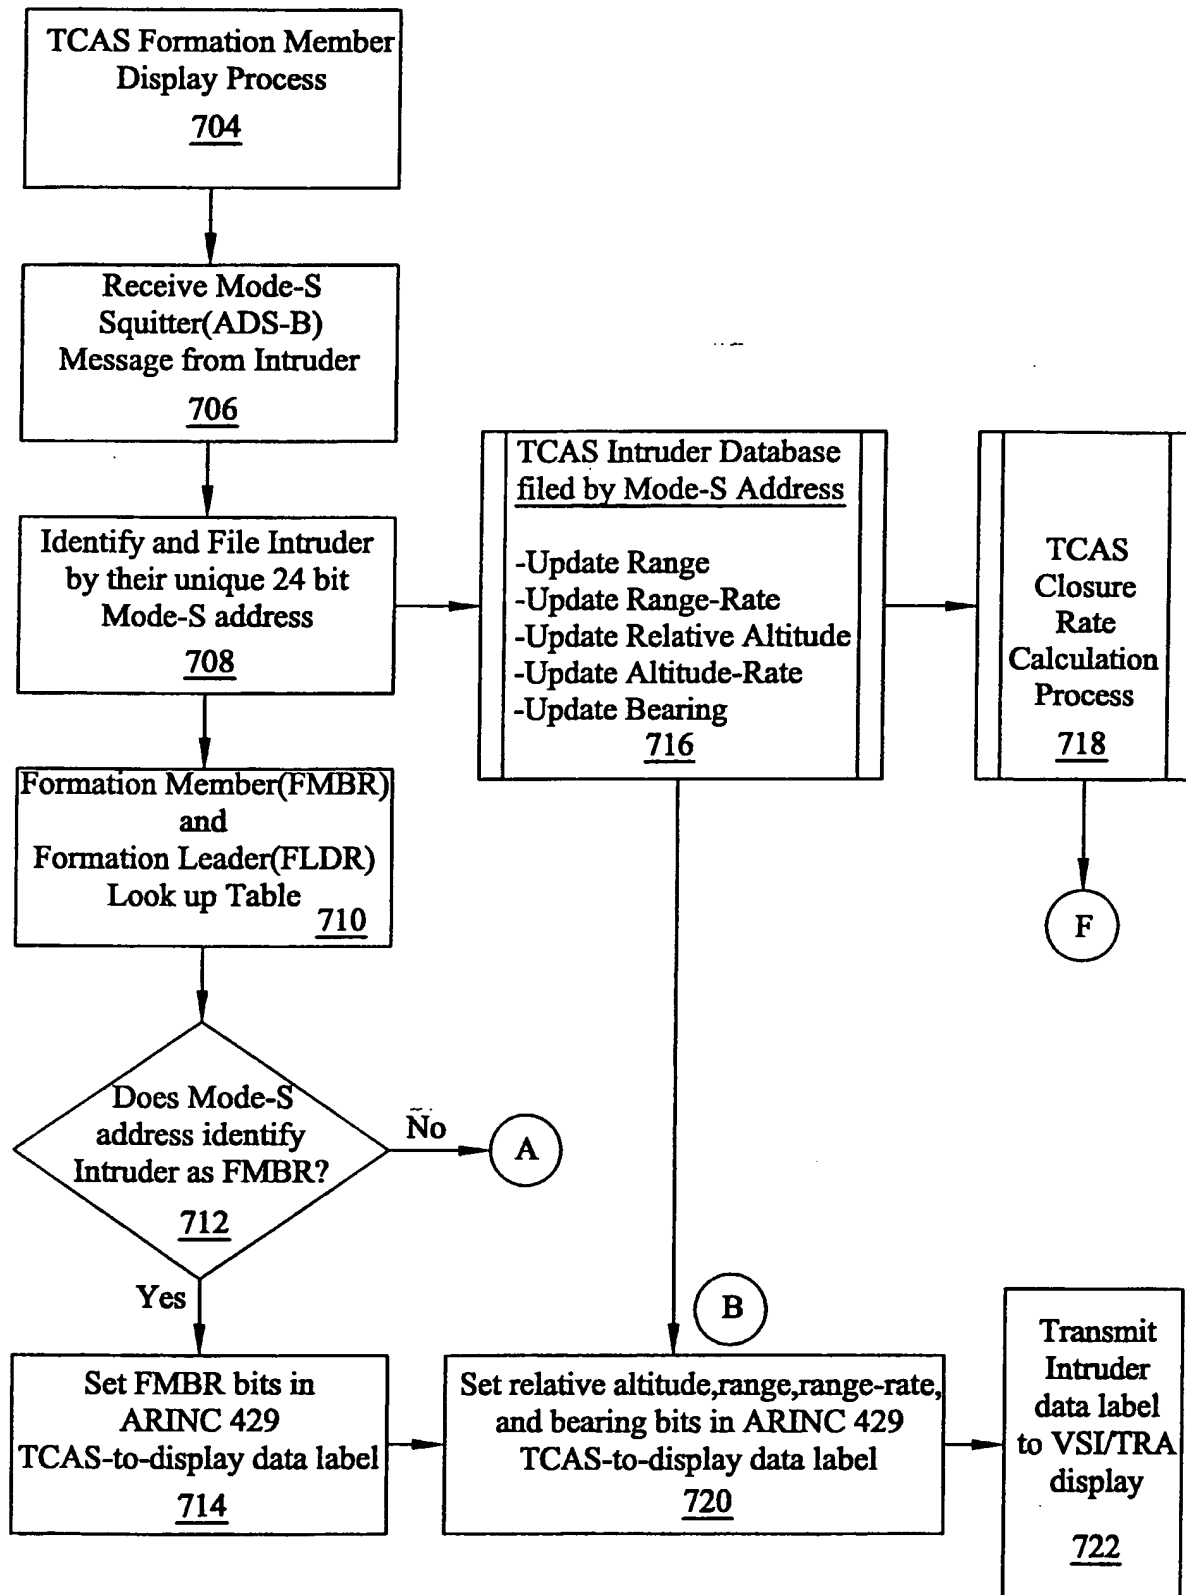 TCAS Formation Member
Display Process
704
Receive Mode-S
Squitter(ADS-B)
Message from Intruder
706
Identify and File Intruder
by their unique 24 bit
Mode-S address
708
TCAS Intruder Database
filed by Mode-S Address
-Update Range
-Update Range-Rate
-Update Relative Altitude
-Update Altitude-Rate
-Update Bearing
716
TCAS
Closure
Rate
Calculation
Process
718
F
Formation Member(FMBR)
and
Formation Leader(FLDR)
Look up Table
710
Does Mode-S
address identify
Intruder as FMBR?
712
No
A
Yes
B
Set FMBR bits in
ARINC 429
TCAS-to-display data label
714
Set relative altitude,range,range-rate,
and bearing bits in ARINC 429
TCAS-to-display data label
720
Transmit
Intruder
data label
to VSI/TRA
display
722